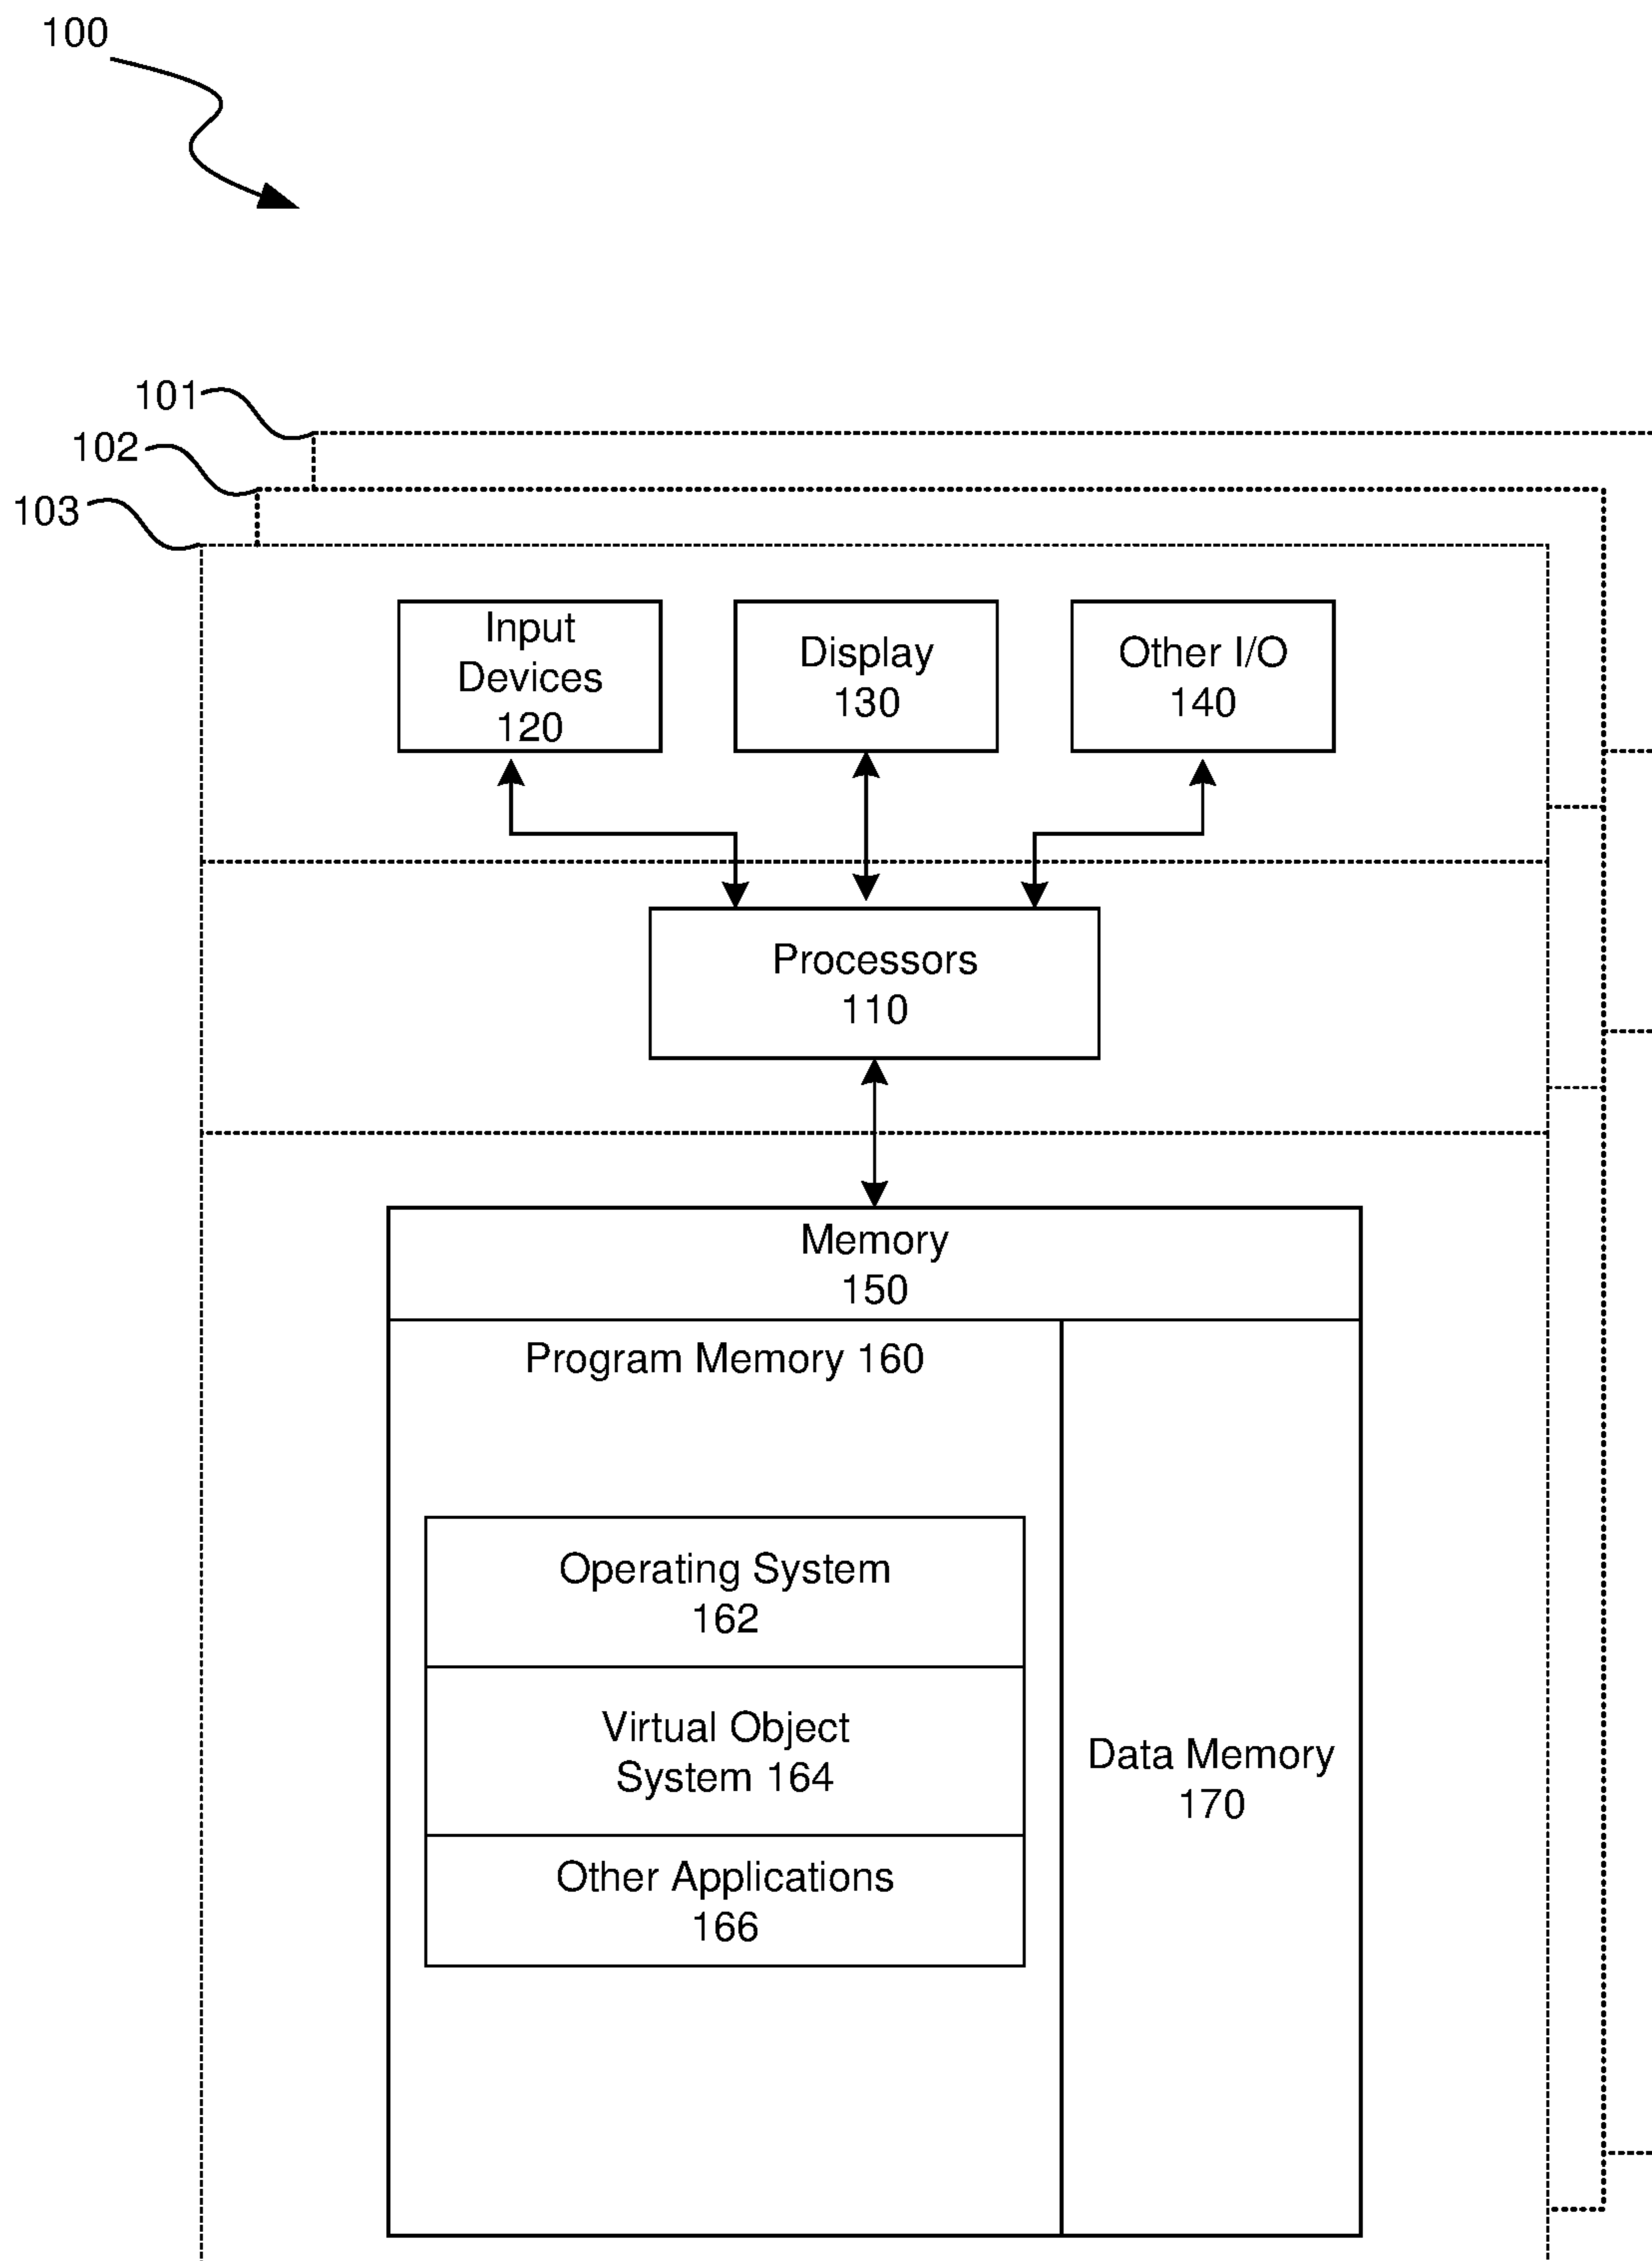 100
101
102
103
Input
Devices
120
Display
130
Other I/O
140
Processors
110
Memory
150
Program Memory 160
Operating System
162
Virtual Object
System 164
Other Applications
166
Data Memory
170